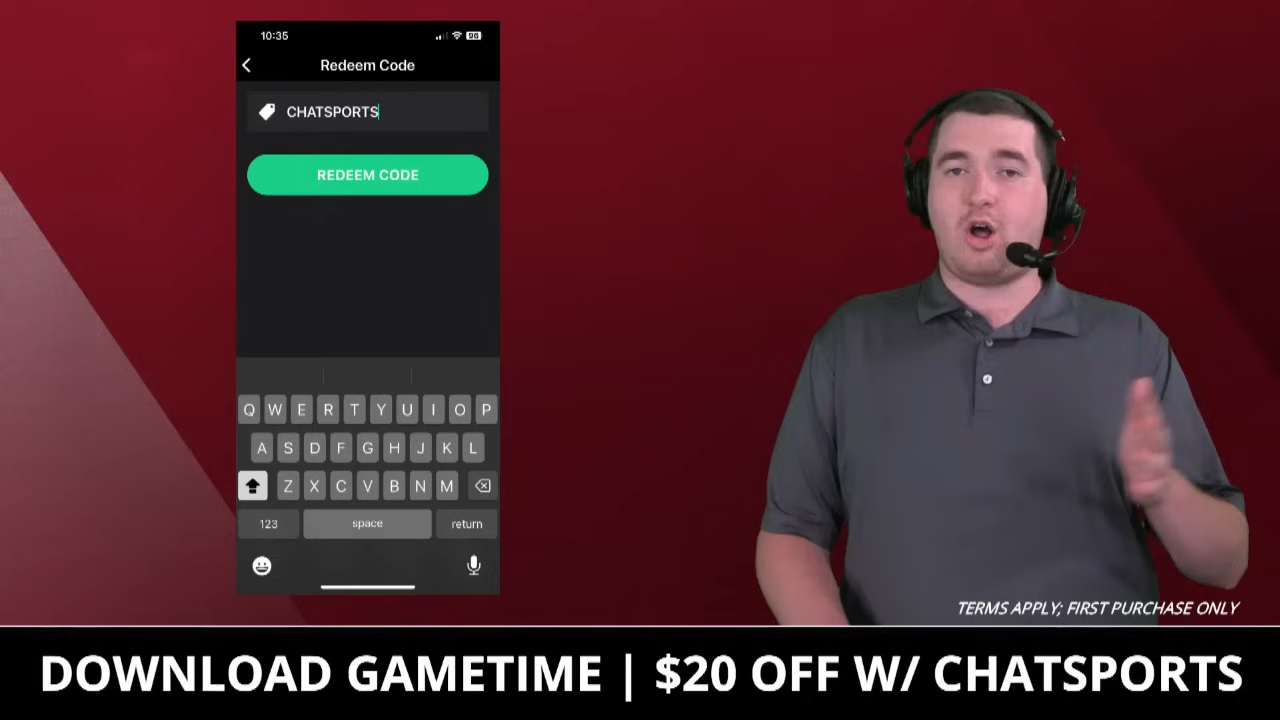 10:35
96
Redeem Code
CHATSPORTS
REDEEM CODE
Q W E R T Y U I O P
A S D F G H J K L
Z X C V B N M
123 space return
TERMS APPLY; FIRST PURCHASE ONLY
DOWNLOAD GAMETIME | $20 OFF W/ CHATSPORTS